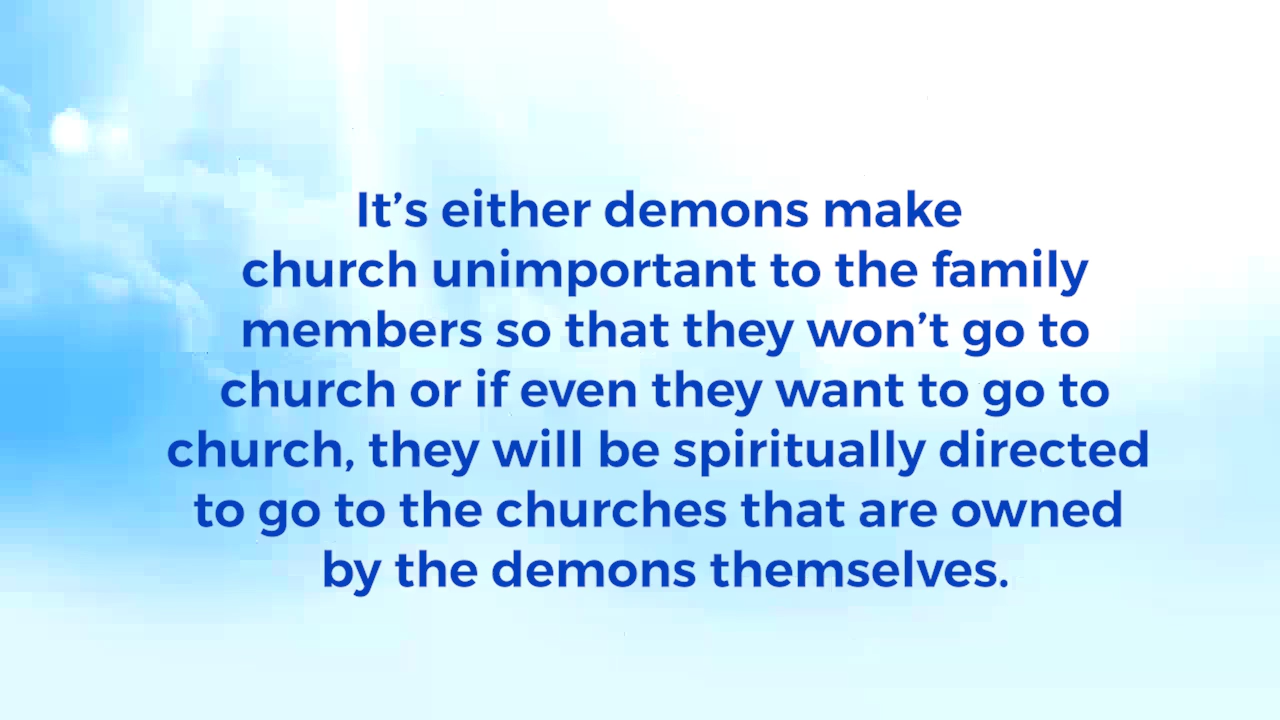 It’s either demons make
church unimportant to the family
members so that they won’t go to
church or if even they want to go to
church, they will be spiritually directed
to go to the churches that are owned
by the demons themselves.